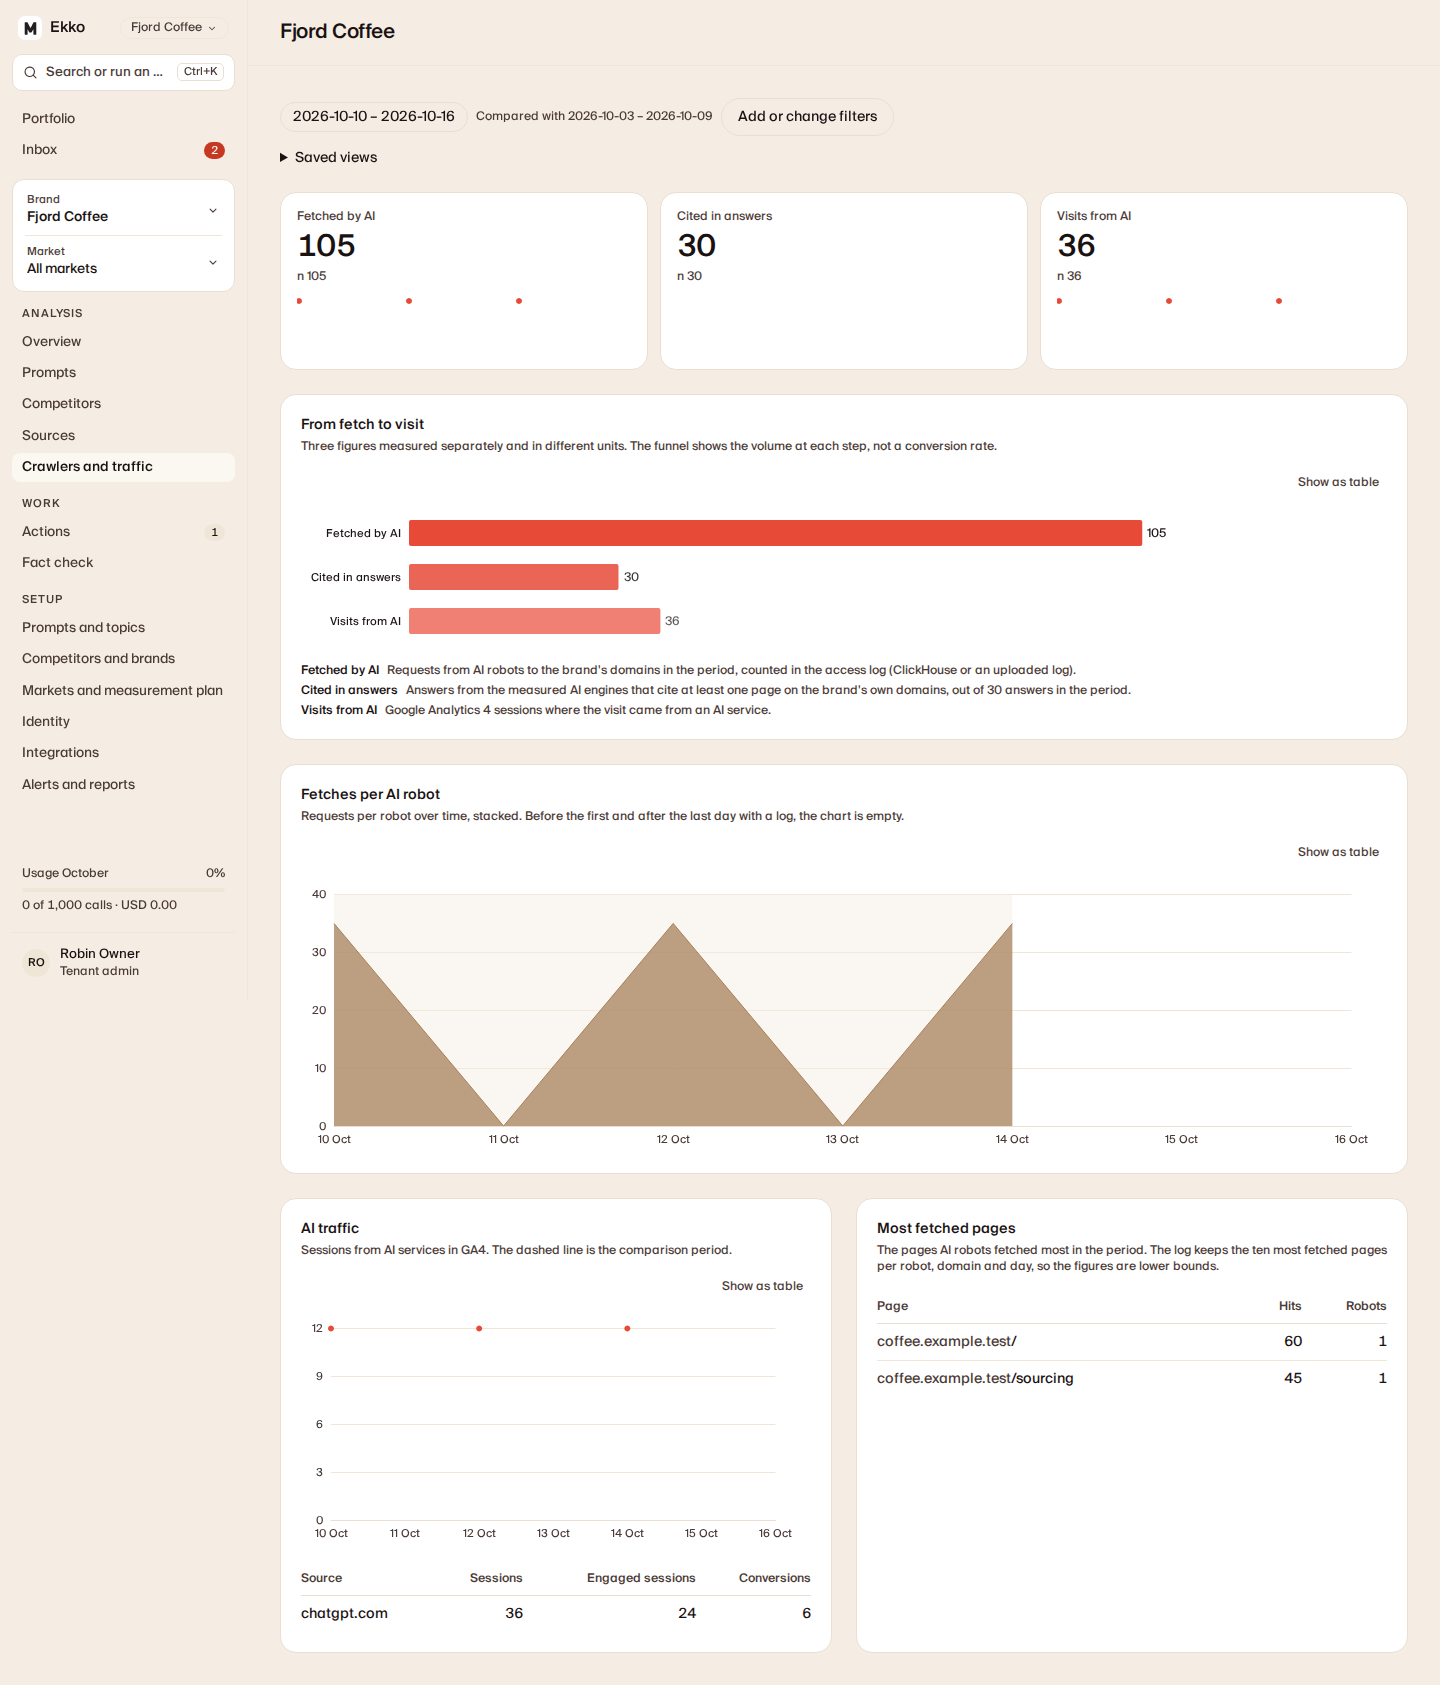 Ekko
Fjord Coffee
Search or run an ...
Ctrl+K
Portfolio
Inbox
2
Brand
Fjord Coffee
Market
All markets
ANALYSIS
Overview
Prompts
Competitors
Sources
Crawlers and traffic
WORK
Actions
1
Fact check
SETUP
Prompts and topics
Competitors and brands
Markets and measurement plan
Identity
Integrations
Alerts and reports
Usage October
0%
0 of 1,000 calls · USD 0.00
RO
Robin Owner
Tenant admin
Fjord Coffee
2026-10-10 – 2026-10-16
Compared with 2026-10-03 – 2026-10-09
Add or change filters
Saved views
Fetched by AI
105
n 105
Cited in answers
30
n 30
Visits from AI
36
n 36
From fetch to visit
Three figures measured separately and in different units. The funnel shows the volume at each step, not a conversion rate.
Show as table
Fetched by AI
105
Cited in answers
30
Visits from AI
36
Fetched by AI Requests from AI robots to the brand's domains in the period, counted in the access log (ClickHouse or an uploaded log).
Cited in answers Answers from the measured AI engines that cite at least one page on the brand's own domains, out of 30 answers in the period.
Visits from AI Google Analytics 4 sessions where the visit came from an AI service.
Fetches per AI robot
Requests per robot over time, stacked. Before the first and after the last day with a log, the chart is empty.
Show as table
40
30
20
10
0
10 Oct 11 Oct 12 Oct 13 Oct 14 Oct 15 Oct 16 Oct
AI traffic
Sessions from AI services in GA4. The dashed line is the comparison period.
Show as table
12
9
6
3
0
10 Oct 11 Oct 12 Oct 13 Oct 14 Oct 15 Oct 16 Oct
Source Sessions Engaged sessions Conversions
chatgpt.com 36 24 6
Most fetched pages
The pages AI robots fetched most in the period. The log keeps the ten most fetched pages
per robot, domain and day, so the figures are lower bounds.
Page Hits Robots
coffee.example.test/ 60 1
coffee.example.test/sourcing 45 1